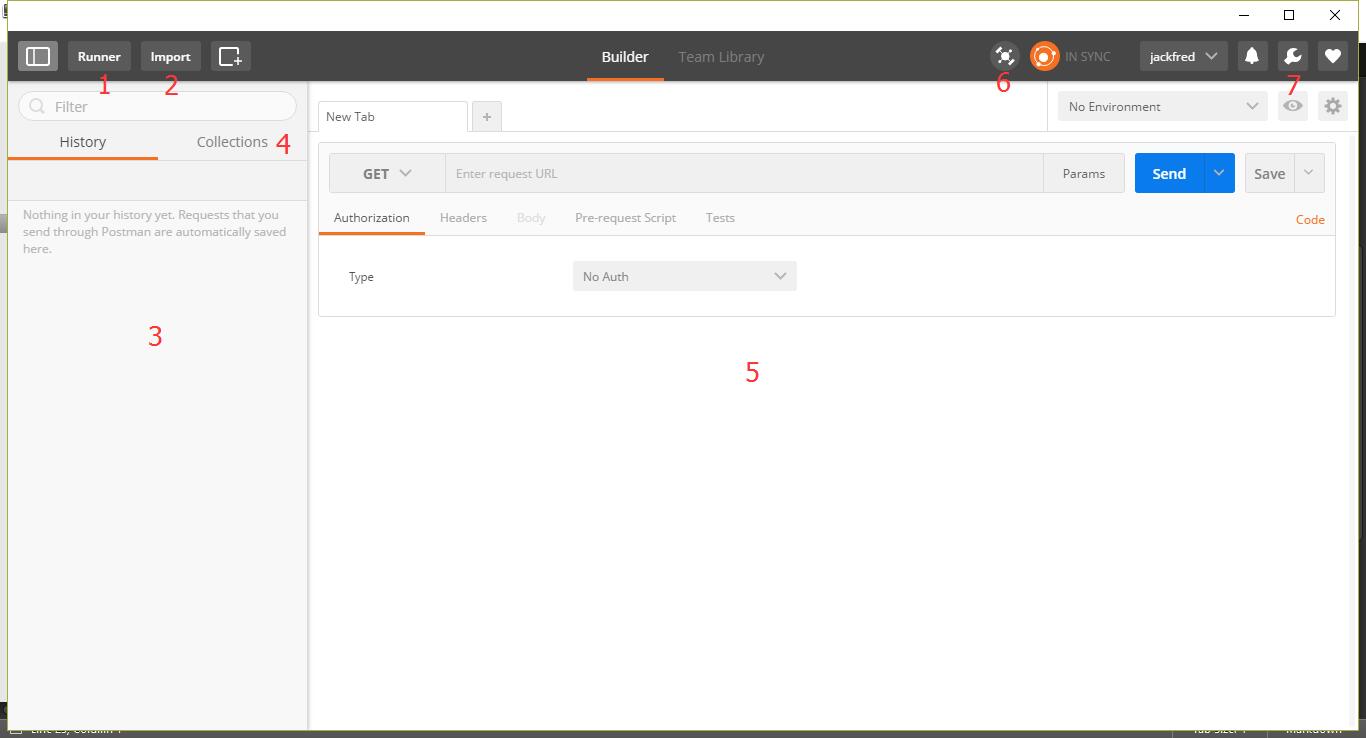 Runner
Import
Builder
Team Library
IN SYNC
jackfred
1
2
6
7
Filter
New Tab
+
No Environment
History
Collections
4
GET
Enter request URL
Params
Send
Save
Nothing in your history yet. Requests that you
send through Postman are automatically saved
here.
Authorization
Headers
Body
Pre-request Script
Tests
Code
Type
No Auth
3
5